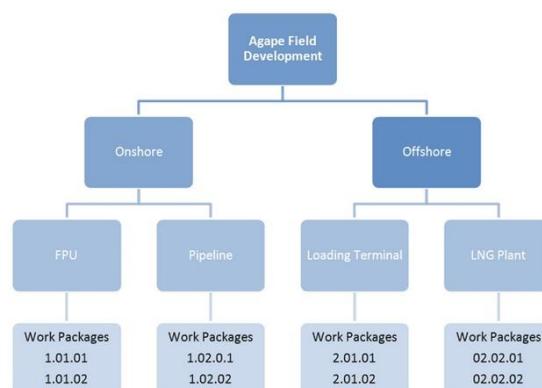 Agape Field
Development
Onshore
Offshore
FPU
Pipeline
Loading Terminal
LNG Plant
Work Packages
1.01.01
1.01.02
Work Packages
1.02.0.1
1.02.02
Work Packages
2.01.01
2.01.02
Work Packages
02.02.01
02.02.02